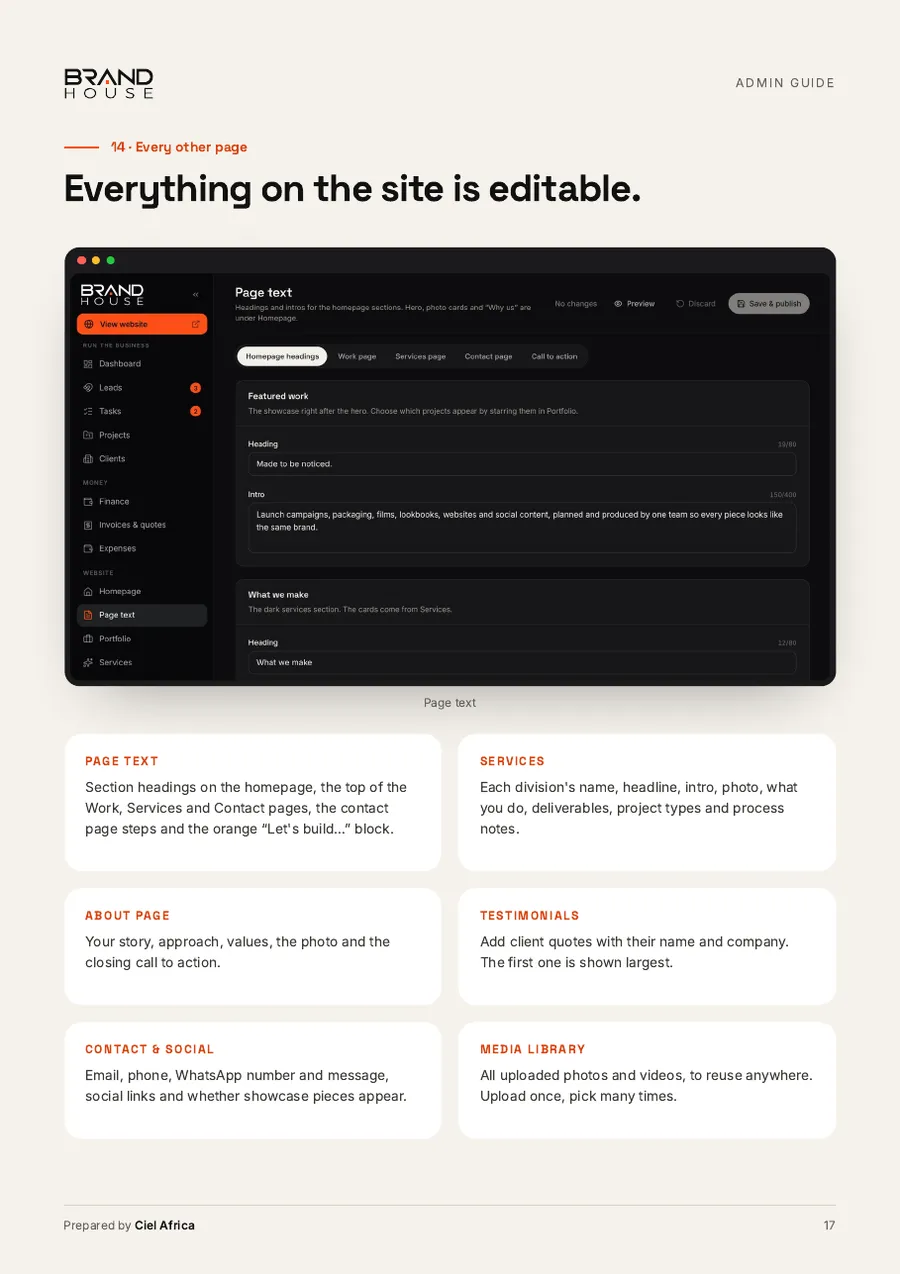 BRAND
HOUSE
ADMIN GUIDE
14 · Every other page
Everything on the site is editable.
BRAND
HOUSE
«
View website
RUN THE BUSINESS
Dashboard
Leads 3
Tasks 2
Projects
Clients
MONEY
Finance
Invoices & quotes
Expenses
WEBSITE
Homepage
Page text
Portfolio
Services
Page text
Headings and intros for the homepage sections. Hero, photo cards and “Why us” are
under Homepage.
No changes
Preview
Discard
Save & publish
Homepage headings
Work page
Services page
Contact page
Call to action
Featured work
The showcase right after the hero. Choose which projects appear by starring them in Portfolio.
Heading
Made to be noticed.
Intro 150/400
Launch campaigns, packaging, films, lookbooks, websites and social content, planned and produced by one team so every piece looks like
the same brand.
What we make
The dark services section. The cards come from Services.
Heading 12/80
What we make
Page text
PAGE TEXT
Section headings on the homepage, the top of the
Work, Services and Contact pages, the contact
page steps and the orange “Let's build…” block.
SERVICES
Each division's name, headline, intro, photo, what
you do, deliverables, project types and process
notes.
ABOUT PAGE
Your story, approach, values, the photo and the
closing call to action.
TESTIMONIALS
Add client quotes with their name and company.
The first one is shown largest.
CONTACT & SOCIAL
Email, phone, WhatsApp number and message,
social links and whether showcase pieces appear.
MEDIA LIBRARY
All uploaded photos and videos, to reuse anywhere.
Upload once, pick many times.
Prepared by Ciel Africa
17